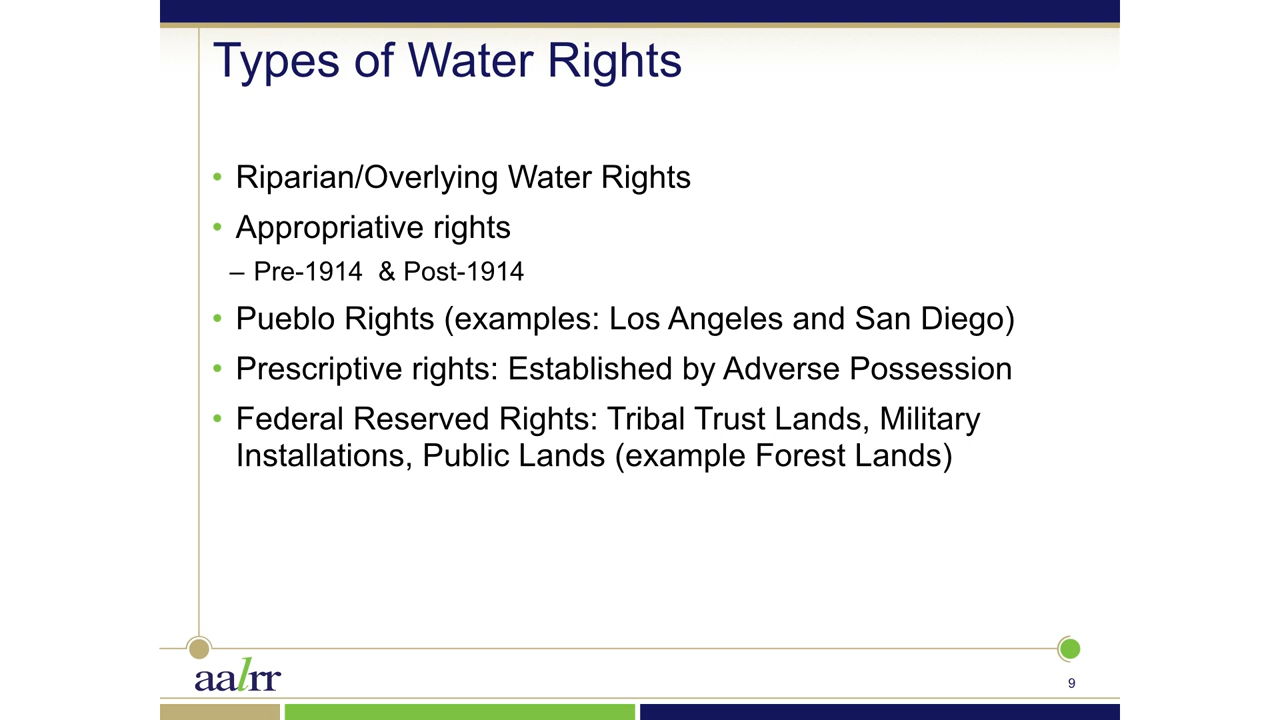 Types of Water Rights
• Riparian/Overlying Water Rights
• Appropriative rights
– Pre-1914  & Post-1914
• Pueblo Rights (examples: Los Angeles and San Diego)
• Prescriptive rights: Established by Adverse Possession
• Federal Reserved Rights: Tribal Trust Lands, Military
Installations, Public Lands (example Forest Lands)
aalrr
9